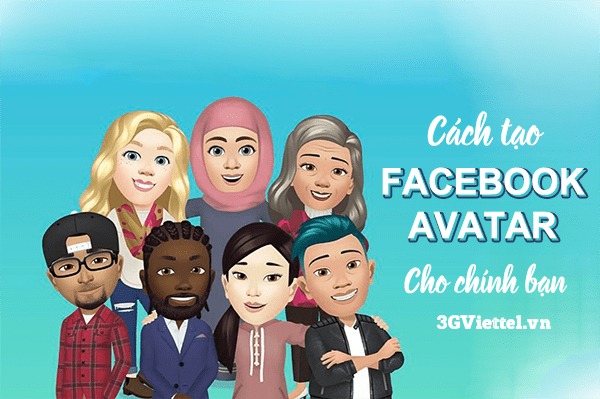 Cách tạo
FACEBOOK
AVATAR
Cho chính bạn
3GViettel.vn